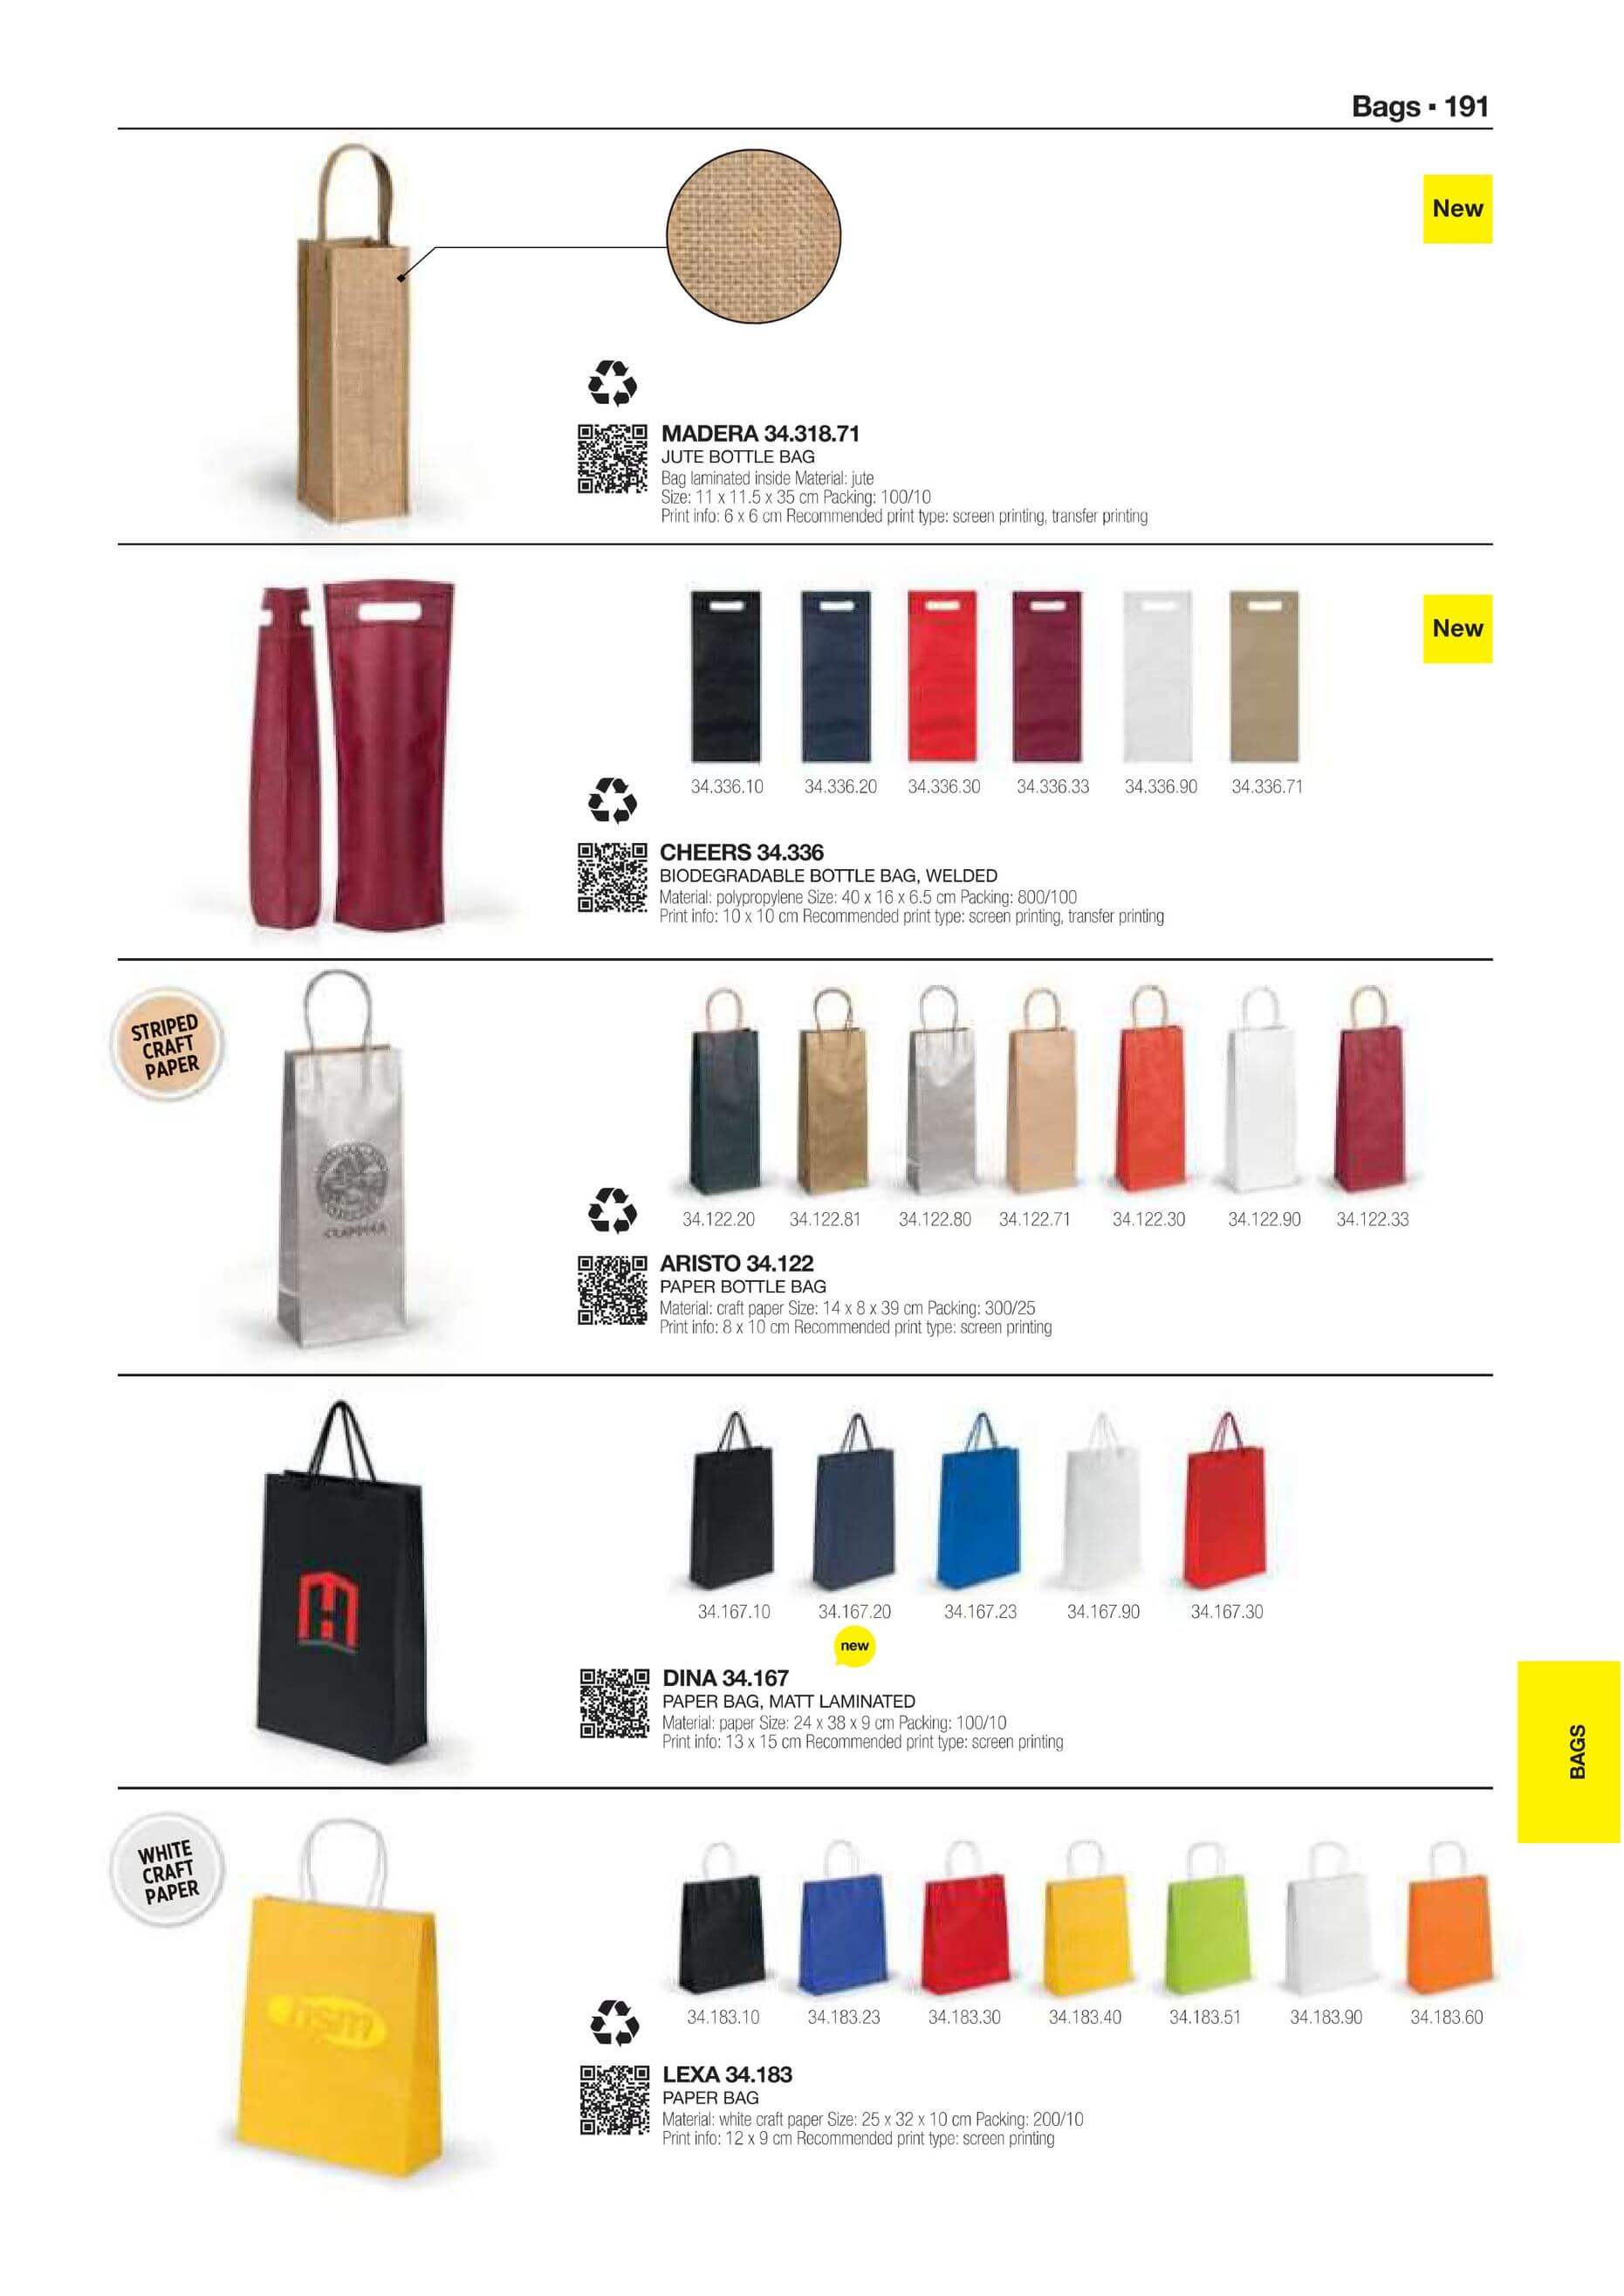 Bags ▪ 191
New
MADERA 34.318.71
JUTE BOTTLE BAG
Bag laminated inside Material: jute
Size: 11 x 11.5 x 35 cm Packing: 100/10
Print info: 6 x 6 cm Recommended print type: screen printing, transfer printing
New
34.336.10 34.336.20 34.336.30 34.336.33 34.336.90 34.336.71
CHEERS 34.336
BIODEGRADABLE BOTTLE BAG, WELDED
Material: polypropylene Size: 40 x 16 x 6.5 cm Packing: 800/100
Print info: 10 x 10 cm Recommended print type: screen printing, transfer printing
STRIPED
CRAFT
PAPER
34.122.20 34.122.81 34.122.80 34.122.71 34.122.30 34.122.90 34.122.33
ARISTO 34.122
PAPER BOTTLE BAG
Material: craft paper Size: 14 x 8 x 39 cm Packing: 300/25
Print info: 8 x 10 cm Recommended print type: screen printing
34.167.10 34.167.20 34.167.23 34.167.90 34.167.30
new
DINA 34.167
PAPER BAG, MATT LAMINATED
Material: paper Size: 24 x 38 x 9 cm Packing: 100/10
Print info: 13 x 15 cm Recommended print type: screen printing
BAGS
WHITE
CRAFT
PAPER
hsm
34.183.10 34.183.23 34.183.30 34.183.40 34.183.51 34.183.90 34.183.60
LEXA 34.183
PAPER BAG
Material: white craft paper Size: 25 x 32 x 10 cm Packing: 200/10
Print info: 12 x 9 cm Recommended print type: screen printing